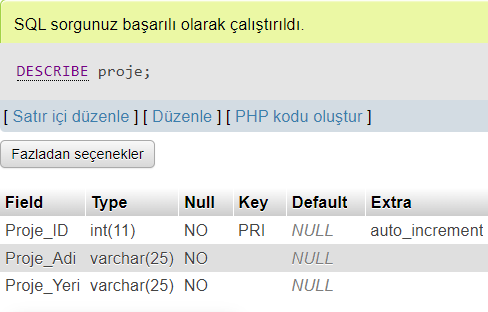 SQL sorgunuz başarılı olarak çalıştırıldı.
DESCRIBE proje;
[ Satır içi düzenle ] [ Düzenle ] [ PHP kodu oluştur ]
Fazladan seçenekler
Field Type Null Key Default Extra
Proje_ID int(11) NO PRI NULL auto_increment
Proje_Adi varchar(25) NO NULL
Proje_Yeri varchar(25) NO NULL